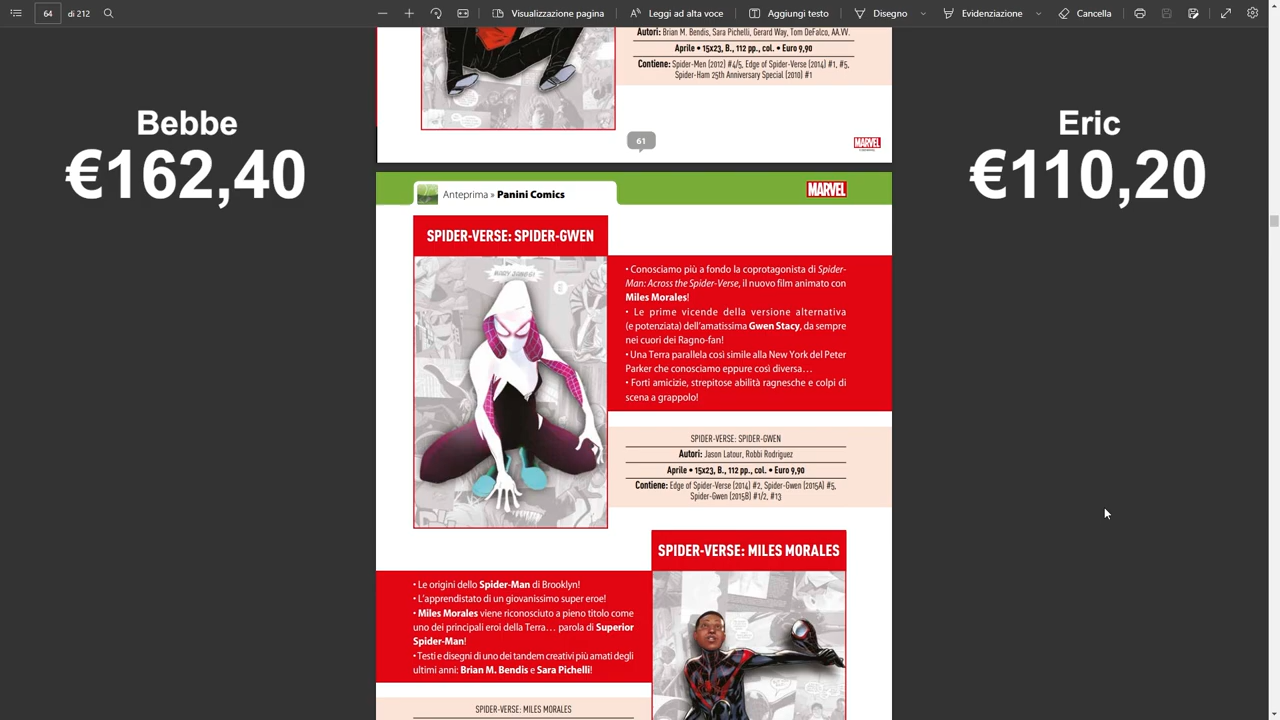 64
di 212
Visualizzazione pagina
Leggi ad alta voce
Disegno
Evidenziazione
Cancella
Autori: Brian M. Bendis, Sara Pichelli, Gerard Way, Tom DeFalco, AA.VV.
Aprile • 15x23, B., 112 pp., col. • Euro 9,90
Contiene: Spider-Men (2012) #4/5, Edge of Spider-Verse (2014) #1, #5,
Spider-Ham 25th Anniversary Special (2010) #1
61
MARVEL
Bebbe
€162,40
Eric
€110,20
Anteprima » Panini Comics
MARVEL
SPIDER-VERSE: SPIDER-GWEN
• Conosciamo più a fondo la coprotagonista di Spider-
Man: Across the Spider-Verse, il nuovo film animato con
Miles Morales!
• Le prime vicende della versione alternativa
(e potenziata) dell'amatissima Gwen Stacy, da sempre
nei cuori dei Ragno-fan!
• Una Terra parallela così simile alla New York del Peter
Parker che conosciamo eppure così diversa…
• Forti amicizie, strepitose abilità ragnesche e colpi di
scena a grappolo!
SPIDER-VERSE: SPIDER-GWEN
Autori: Jason Latour, Robbi Rodriguez
Aprile • 15x23, B., 112 pp., col. • Euro 9,90
Contiene: Edge of Spider-Verse (2014) #2, Spider-Gwen (2015A) #5,
Spider-Gwen (2015B) #1/2, #13
SPIDER-VERSE: MILES MORALES
• Le origini dello Spider-Man di Brooklyn!
• L'apprendistato di un giovanissimo super eroe!
• Miles Morales viene riconosciuto a pieno titolo come
uno dei principali eroi della Terra… parola di Superior
Spider-Man!
• Testi e disegni di uno dei tandem creativi più amati degli
ultimi anni: Brian M. Bendis e Sara Pichelli!
SPIDER-VERSE: MILES MORALES